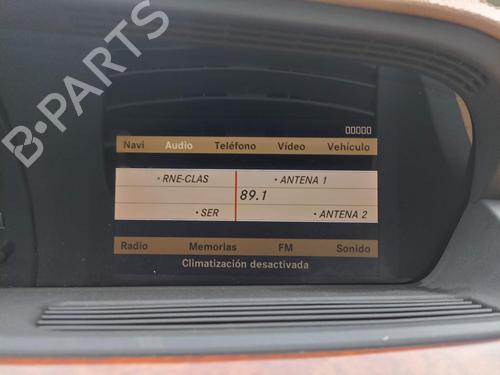 B-PARTS
00000
Navi Audio Teléfono Vídeo Vehículo
• RNE-CLAS • ANTENA 1
89.1
• SER • ANTENA 2
Radio Memorias FM Sonido
Climatización desactivada